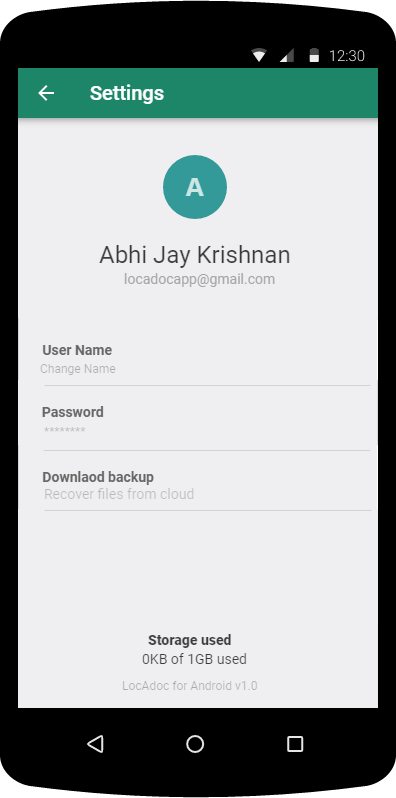 12:30
Settings
A
Abhi Jay Krishnan
locadocapp@gmail.com
User Name
Change Name
Password
********
Downlaod backup
Recover files from cloud
Storage used
0KB of 1GB used
LocAdoc for Android v1.0